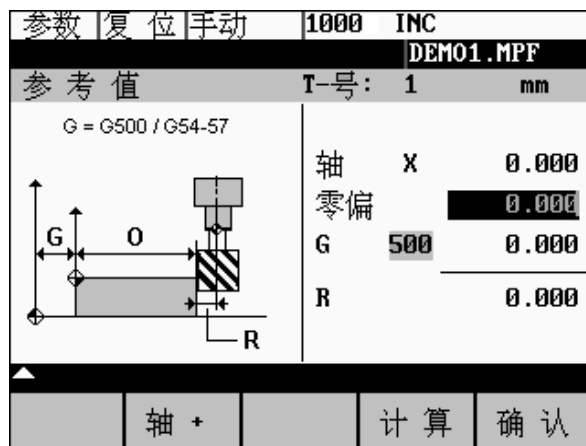 参数 复 位 手动 1000 INC
DEMO1.MPF
参 考 值 T-号: 1 mm
G = G500 / G54-57
轴 X 0.000
零偏 0.000
G 500 0.000
R 0.000
G O
R
轴 + 计 算 确 认